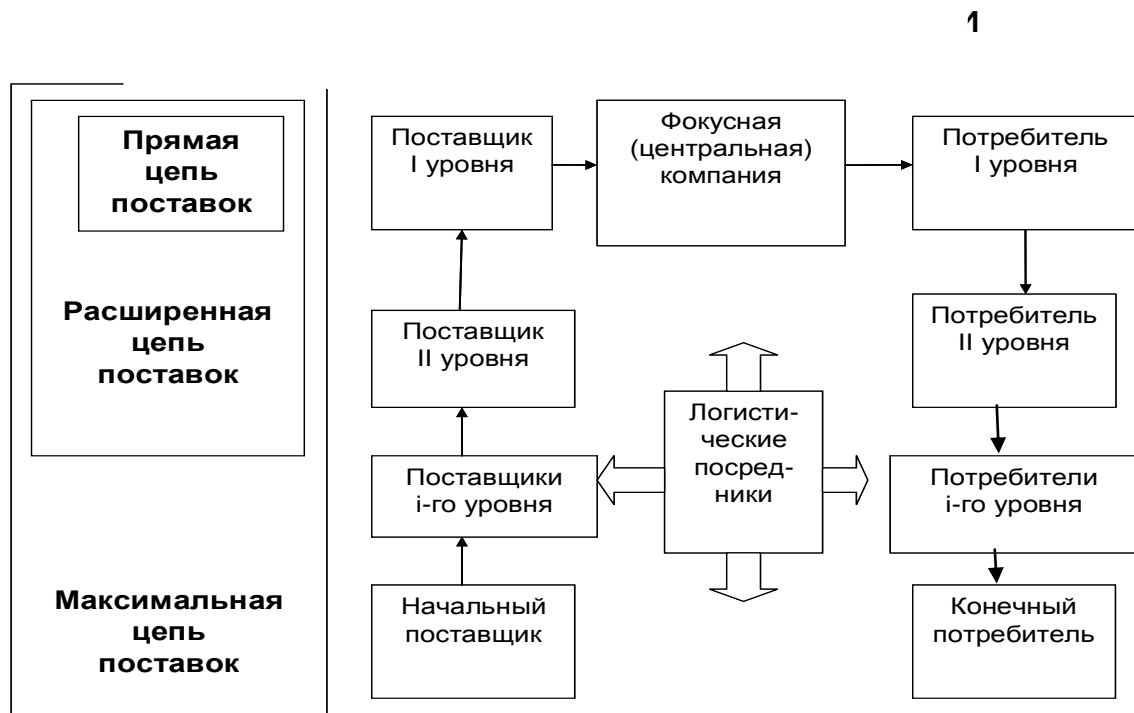 1
Прямая
цепь
поставок
Расширенная
цепь
поставок
Максимальная
цепь
поставок
Поставщик
I уровня
Фокусная
(центральная)
компания
Потребитель
I уровня
Поставщик
II уровня
Потребитель
II уровня
Логисти-
ческие
посред-
ники
Поставщики
i-го уровня
Потребители
i-го уровня
Начальный
поставщик
Конечный
потребитель